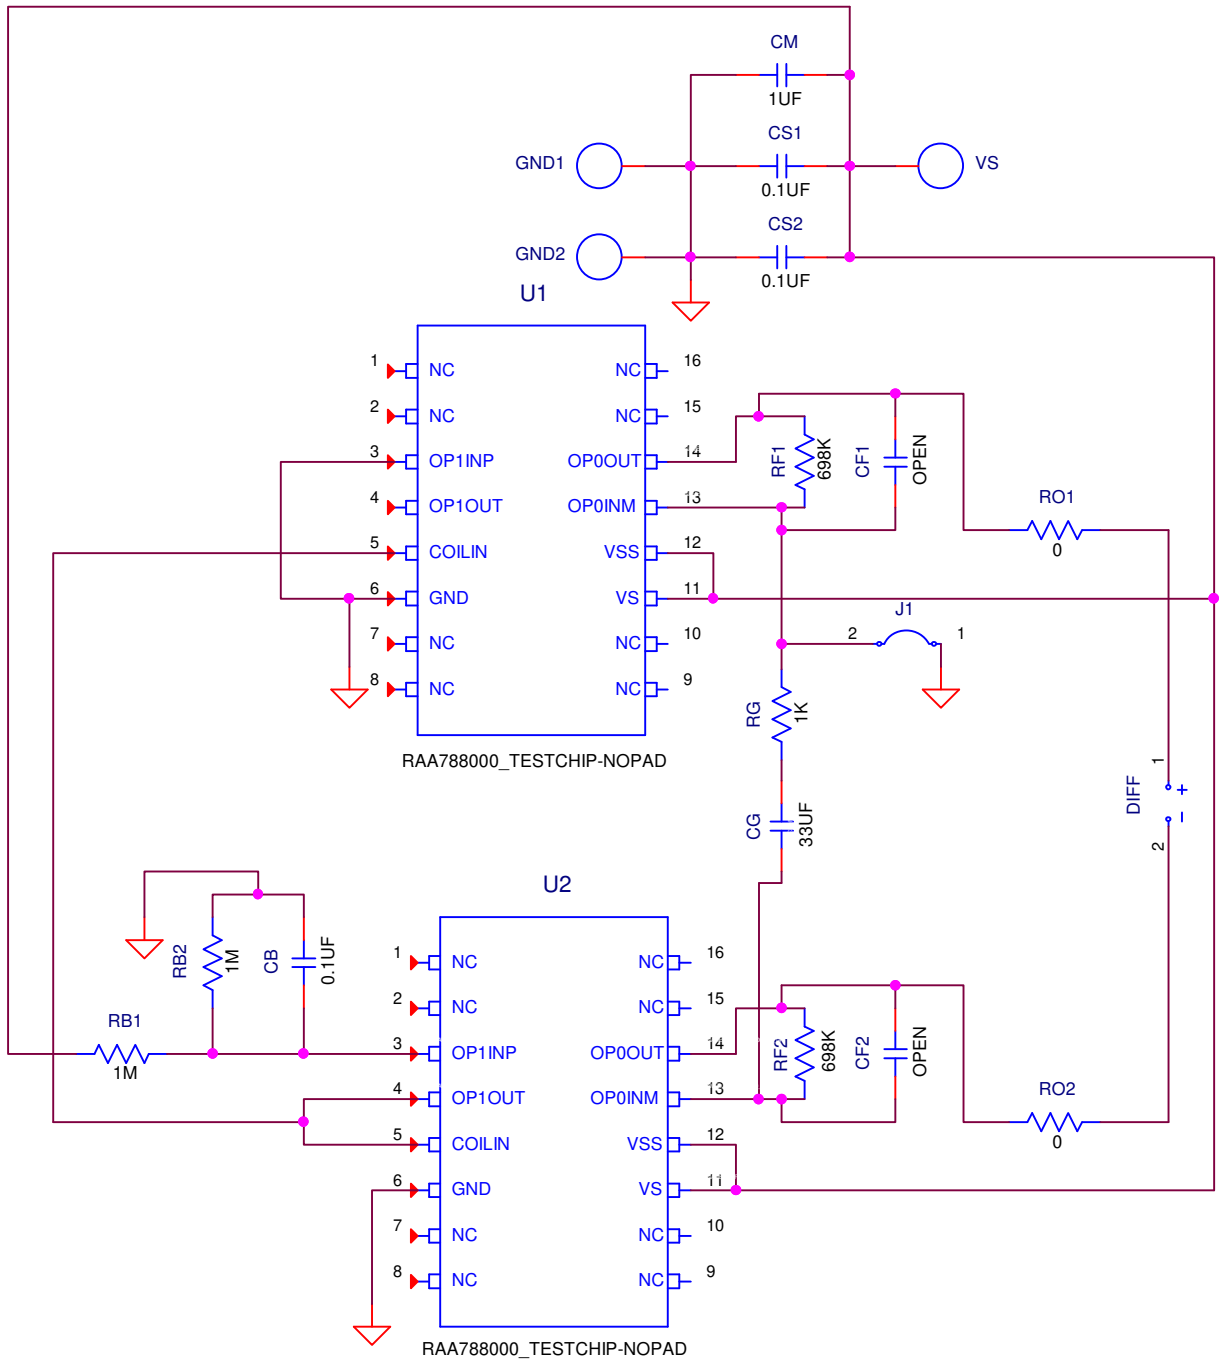 CM
1UF
CS1
GND1
VS
0.1UF
CS2
GND2
0.1UF
U1
1 NC NC 16
2 NC NC 15
3 OP1INP OP0OUT 14
4 OP1OUT OP0INM 13
5 COILIN VSS 12
6 GND VS 11
7 NC NC 10
8 NC NC 9
RAA788000_TESTCHIP-NOPAD
RF1
698K
CF1
OPEN
RO1
0
J1
2 1
RG
1K
CG
33UF
DIFF
1
+
-
2
U2
RB2
1M
CB
0.1UF
RB1
1M
1 NC NC 16
2 NC NC 15
3 OP1INP OP0OUT 14
4 OP1OUT OP0INM 13
5 COILIN VSS 12
6 GND VS 11
7 NC NC 10
8 NC NC 9
RAA788000_TESTCHIP-NOPAD
RF2
698K
CF2
OPEN
RO2
0